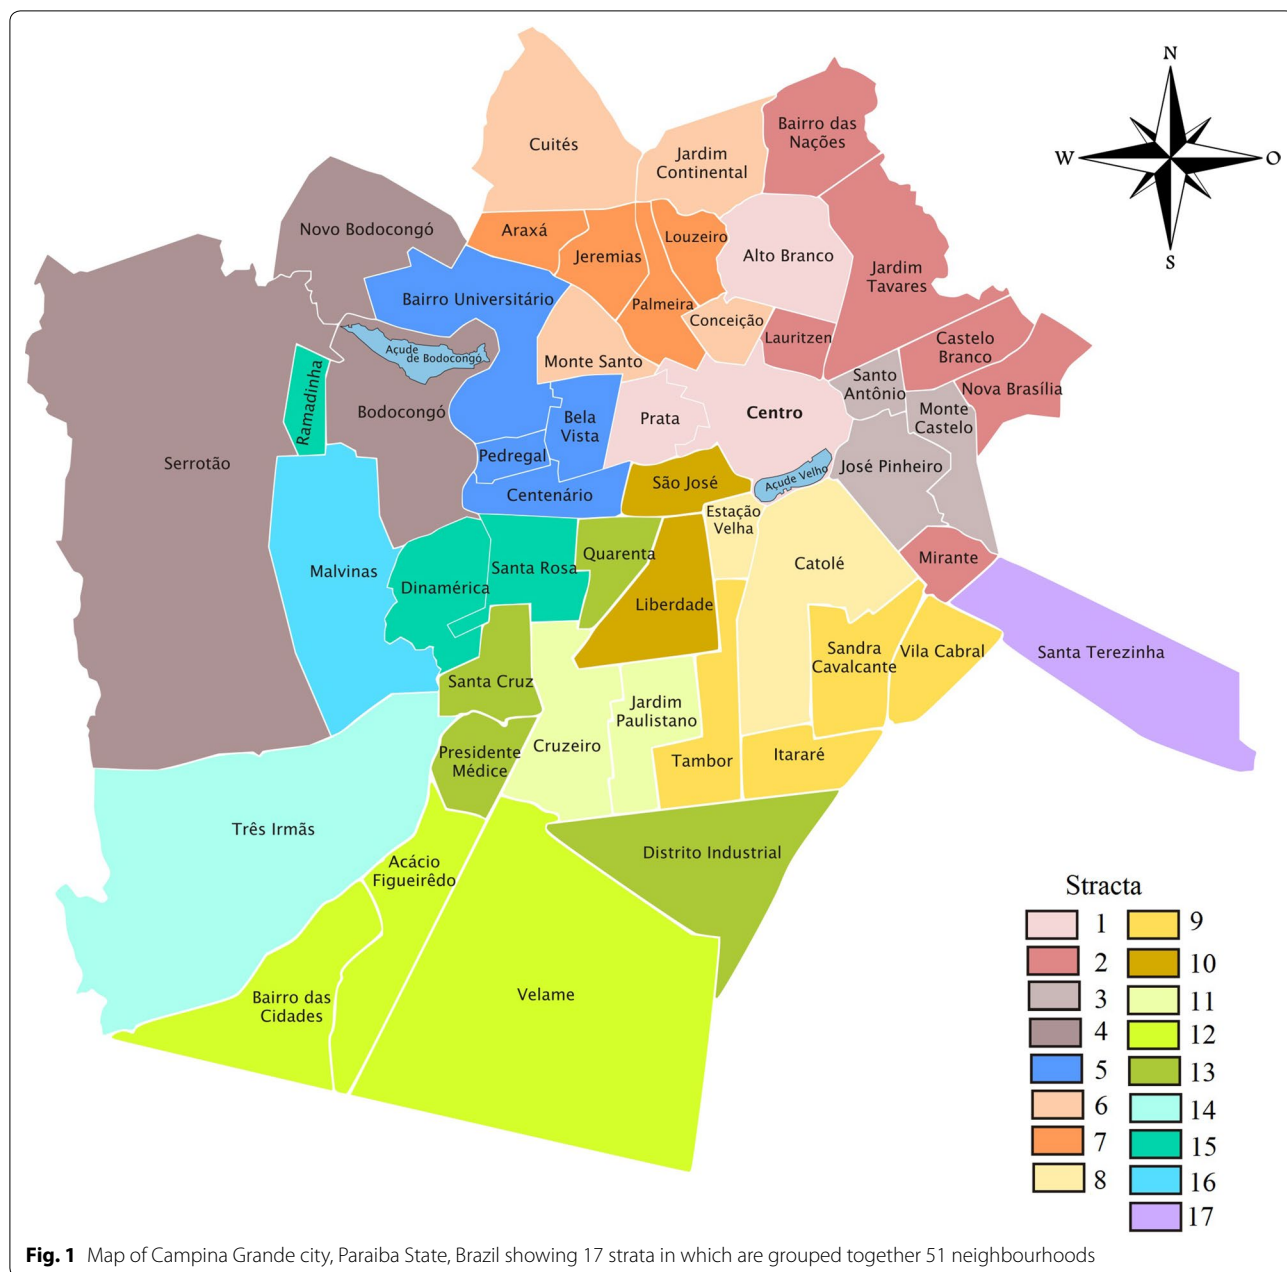 N
W
O
S
Cuités
Jardim
Continental
Bairro das
Nações
Novo Bodocongó
Araxá
Jeremias
Louzeiro
Alto Branco
Jardim
Tavares
Bairro Universitário
Palmeira
Conceição
Lauritzen
Castelo
Branco
Açude
de Bodocongó
Monte Santo
Santo
Antônio
Nova Brasília
Ramadinha
Bodocongó
Bela
Vista
Prata
Centro
Monte
Castelo
Serrotão
Pedregal
José Pinheiro
Centenário
São José
Açude Velho
Estação
Velha
Malvinas
Dinamérica
Santa Rosa
Quarenta
Catolé
Mirante
Liberdade
Sandra
Cavalcante
Vila Cabral
Santa Terezinha
Santa Cruz
Jardim
Paulistano
Presidente
Médice
Cruzeiro
Tambor
Itararé
Três Irmãs
Acácio
Figueirêdo
Distrito Industrial
Bairro das
Cidades
Velame
Stracta
1
2
3
4
5
6
7
8
9
10
11
12
13
14
15
16
17
Fig. 1 Map of Campina Grande city, Paraiba State, Brazil showing 17 strata in which are grouped together 51 neighbourhoods